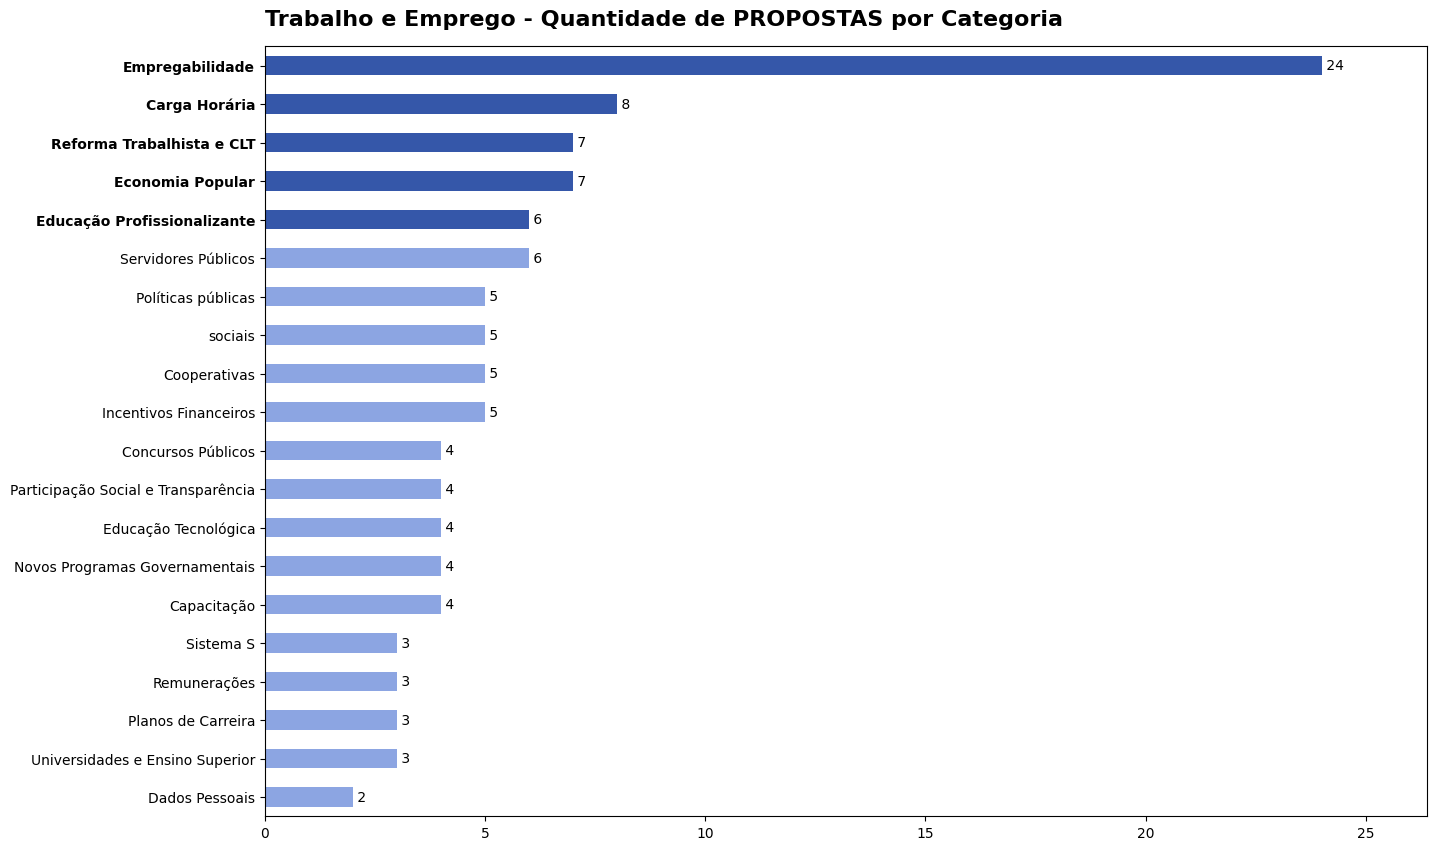 Trabalho e Emprego - Quantidade de PROPOSTAS por Categoria
Empregabilidade 24
Carga Horária 8
Reforma Trabalhista e CLT 7
Economia Popular 7
Educação Profissionalizante 6
Servidores Públicos 6
Políticas públicas 5
sociais 5
Cooperativas 5
Incentivos Financeiros 5
Concursos Públicos 4
Participação Social e Transparência 4
Educação Tecnológica 4
Novos Programas Governamentais 4
Capacitação 4
Sistema S 3
Remunerações 3
Planos de Carreira 3
Universidades e Ensino Superior 3
Dados Pessoais 2
0 5 10 15 20 25